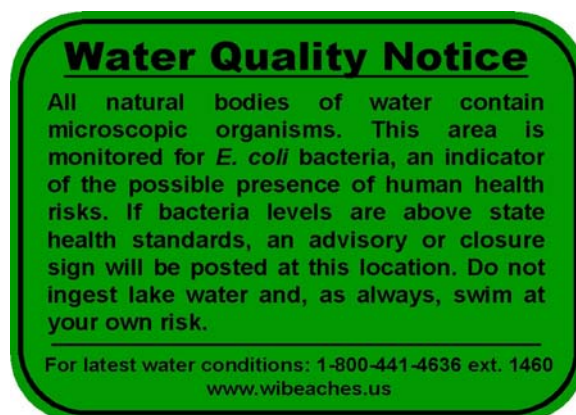 Water Quality Notice
All natural bodies of water contain
microscopic organisms. This area is
monitored for E. coli bacteria, an indicator
of the possible presence of human health
risks. If bacteria levels are above state
health standards, an advisory or closure
sign will be posted at this location. Do not
ingest lake water and, as always, swim at
your own risk.
For latest water conditions: 1-800-441-4636 ext. 1460
www.wibeaches.us